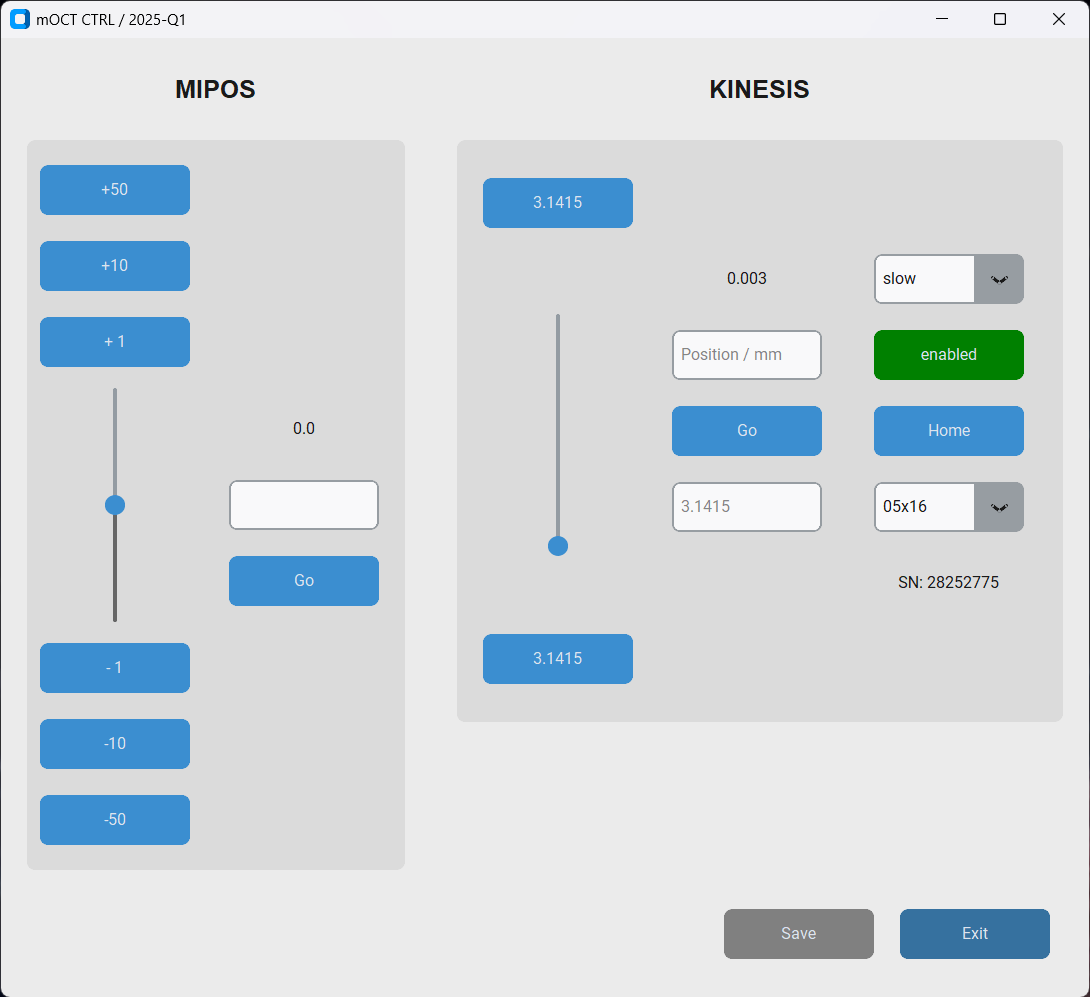 mOCT CTRL / 2025-Q1
MIPOS
KINESIS
+50
+10
+ 1
0.0
Go
- 1
-10
-50
3.1415
0.003
slow
Position / mm
enabled
Go
Home
3.1415
05x16
SN: 28252775
3.1415
Save
Exit